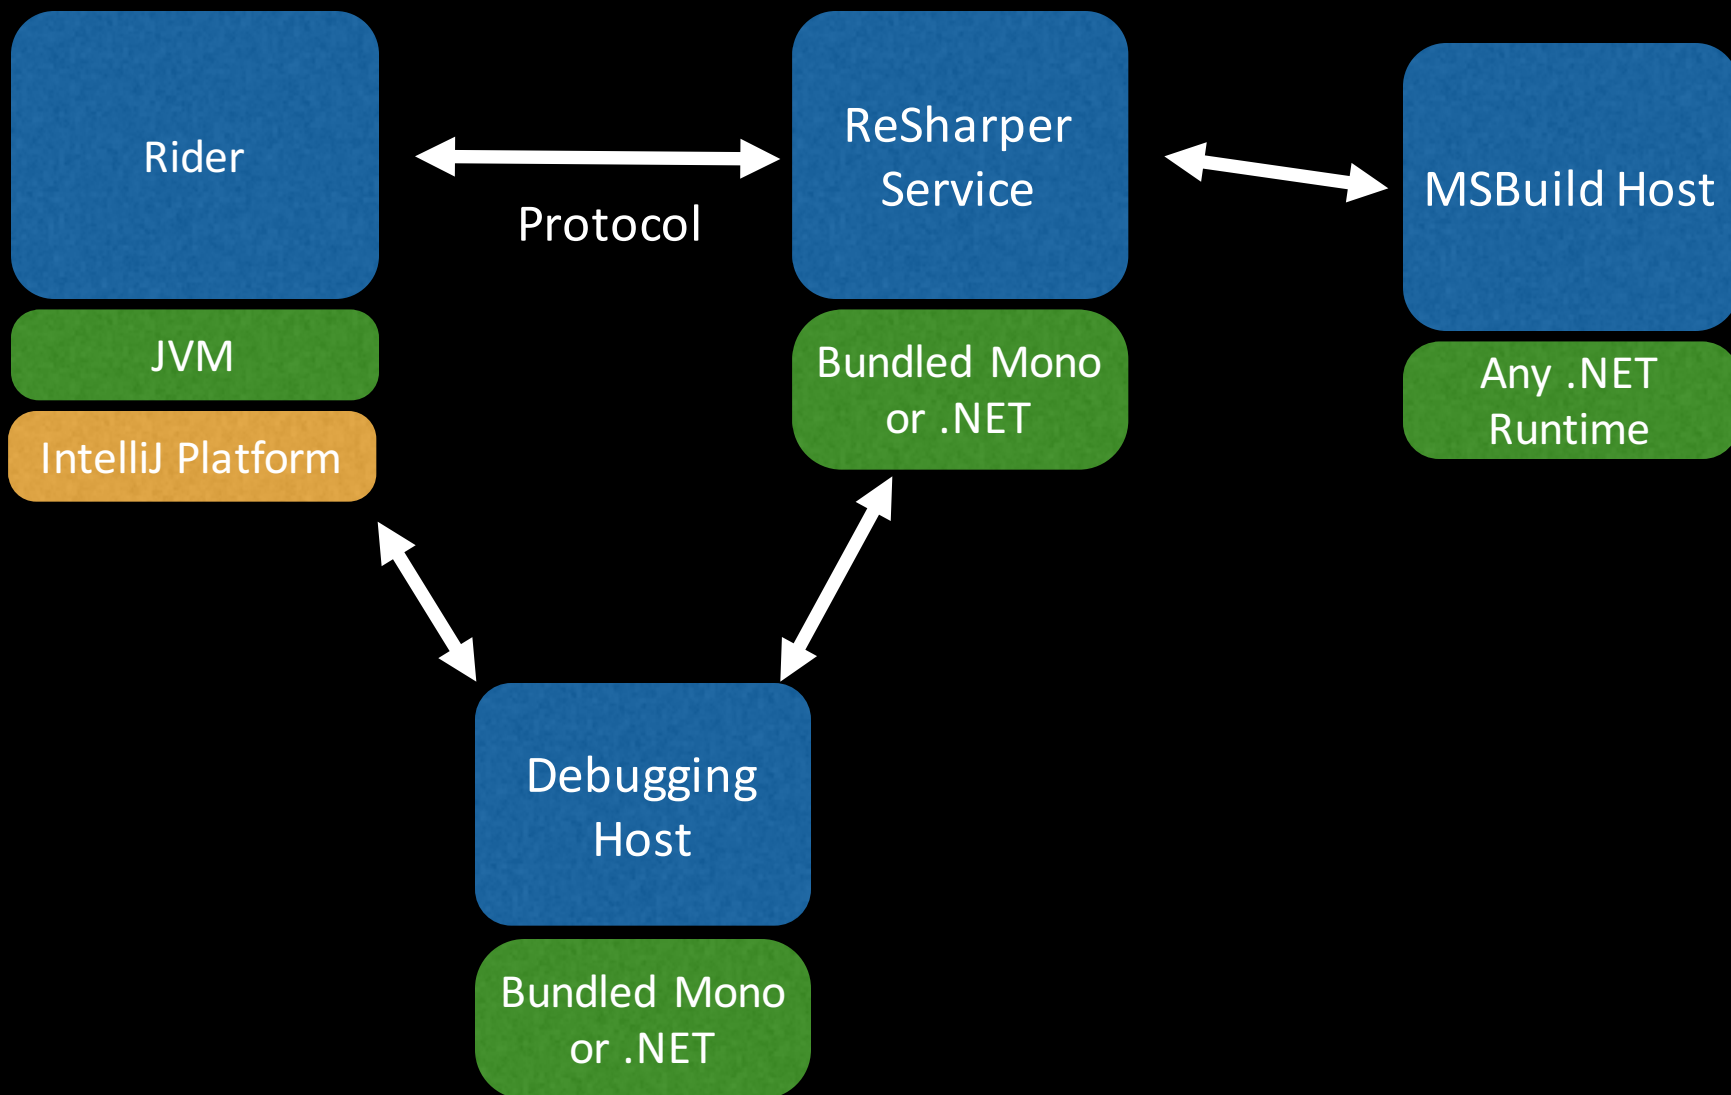 Rider
JVM
IntelliJ Platform
Protocol
ReSharper
Service
Bundled Mono
or .NET
MSBuild Host
Any .NET
Runtime
Debugging
Host
Bundled Mono
or .NET